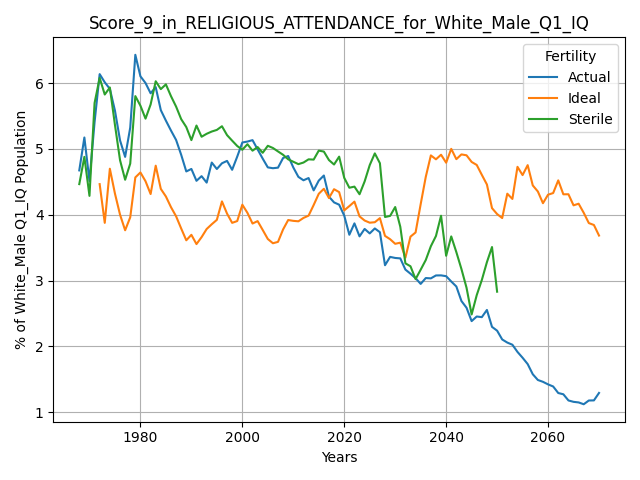 Score_9_in_RELIGIOUS_ATTENDANCE_for_White_Male_Q1_IQ
Fertility
Actual
Ideal
Sterile
% of White_Male Q1_IQ Population
6
5
4
3
2
1
1980
2000
2020
2040
2060
Years